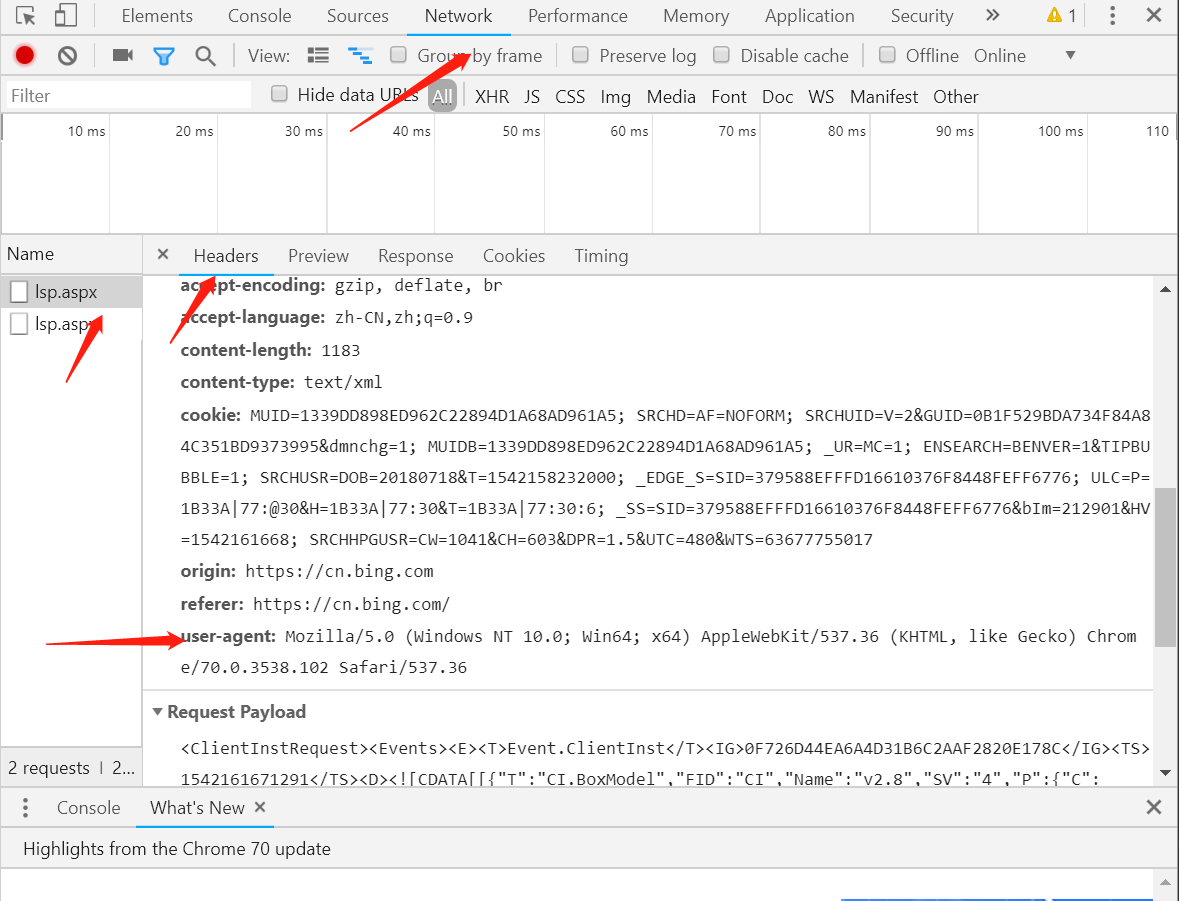 Elements Console Sources Network Performance Memory Application Security » 1
View: Group by frame Preserve log Disable cache Offline Online
Filter Hide data URLs All XHR JS CSS Img Media Font Doc WS Manifest Other
10 ms 20 ms 30 ms 40 ms 50 ms 60 ms 70 ms 80 ms 90 ms 100 ms 110
Name
lsp.aspx
lsp.aspx
Headers Preview Response Cookies Timing
accept-encoding: gzip, deflate, br
accept-language: zh-CN,zh;q=0.9
content-length: 1183
content-type: text/xml
cookie: MUID=1339DD898ED962C22894D1A68AD961A5; SRCHD=AF=NOFORM; SRCHUID=V=2&GUID=0B1F529BDA734F84A8
4C351BD9373995&dmnchg=1; MUIDB=1339DD898ED962C22894D1A68AD961A5; _UR=MC=1; ENSEARCH=BENVER=1&TIPBU
BBLE=1; SRCHUSR=DOB=20180718&T=1542158232000; _EDGE_S=SID=379588EFFFD16610376F8448FEFF6776; ULC=P=
1B33A|77:@30&H=1B33A|77:30&T=1B33A|77:30:6; _SS=SID=379588EFFFD16610376F8448FEFF6776&bIm=212901&HV
=1542161668; SRCHHPGUSR=CW=1041&CH=603&DPR=1.5&UTC=480&WTS=63677755017
origin: https://cn.bing.com
referer: https://cn.bing.com/
user-agent: Mozilla/5.0 (Windows NT 10.0; Win64; x64) AppleWebKit/537.36 (KHTML, like Gecko) Chrom
e/70.0.3538.102 Safari/537.36
Request Payload
<ClientInstRequest><Events><E><T>Event.ClientInst</T><IG>0F726D44EA6A4D31B6C2AAF2820E178C</IG><TS>
1542161671291</TS><D><![CDATA[[{"T":"CI.BoxModel","FID":"CI","Name":"v2.8","SV":"4","P":{"C":
2 requests | 2...
Console What's New
Highlights from the Chrome 70 update